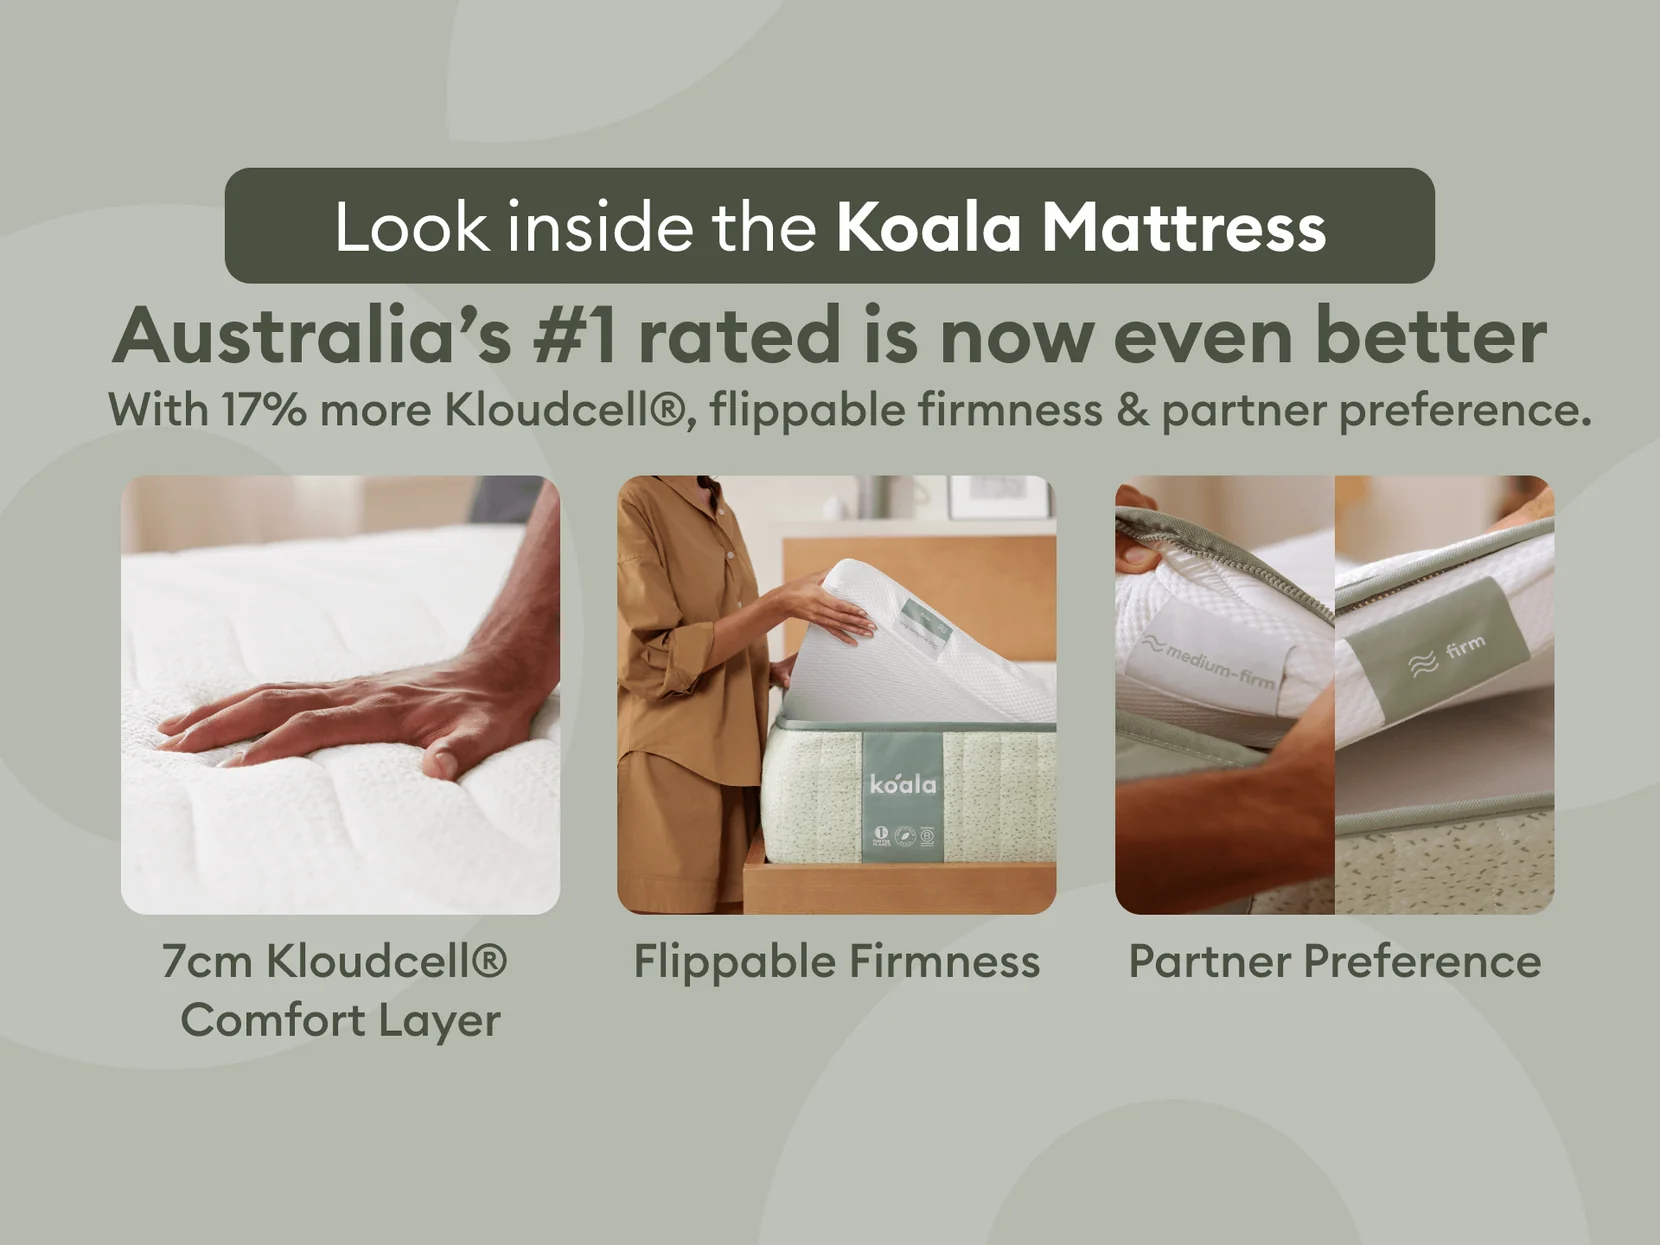 Look inside the Koala Mattress
Australia's #1 rated is now even better
With 17% more Kloudcell®, flippable firmness & partner preference.
koala
medium-firm
firm
7cm Kloudcell®
Comfort Layer
Flippable Firmness
Partner Preference